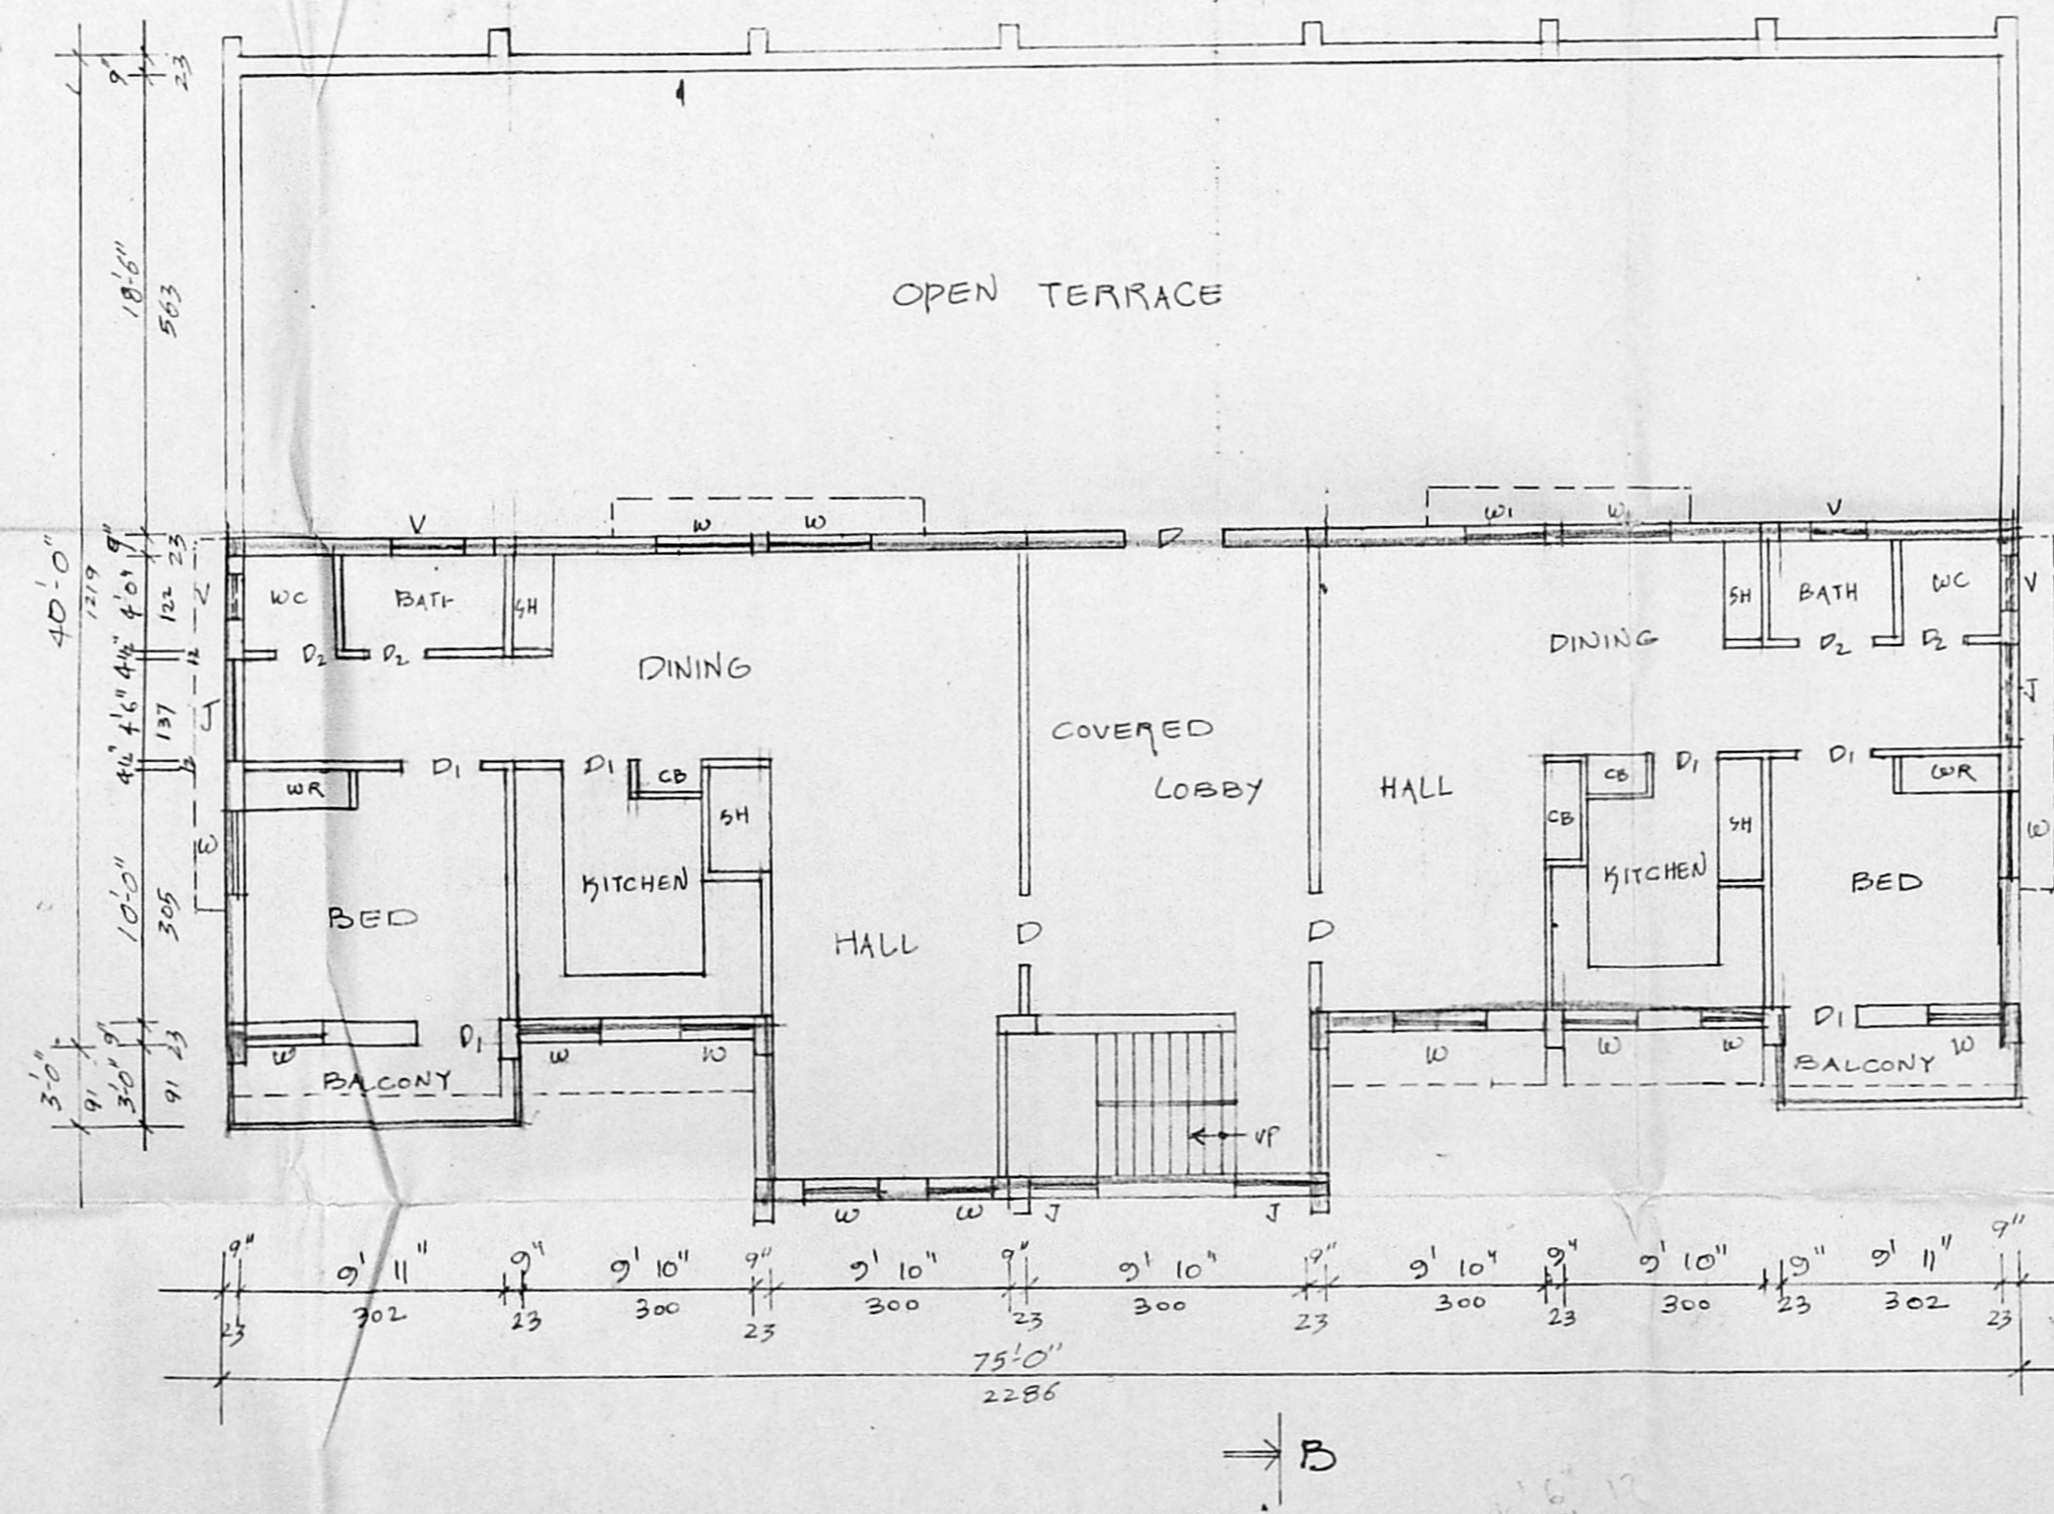 9" 23
18'-6" 563
OPEN TERRACE
40'-0" 1219
9" 23
4'0" 122
4½" 12
4'6" 137
4½" 12
10'-0" 305
9" 23
3'-0" 91
3'-0" 91
V W W D W1 W1 V
V WC BATH SH SH BATH WC V
D2 D2 DINING DINING D2 D2
J COVERED J
D1 D1 CB D1 D1
WR SH LOBBY HALL CB CB SH WR
W KITCHEN KITCHEN BED W
BED HALL D D
D1 D1
W W W W W W W
BALCONY BALCONY
UP
W W J J
9" 9' 11" 9" 9' 10" 9" 9' 10" 9" 9' 10" 9" 9' 10" 9" 9' 10" 9" 9' 11" 9"
23 302 23 300 23 300 23 300 23 300 23 300 23 302 23
75'-0"
2286
B